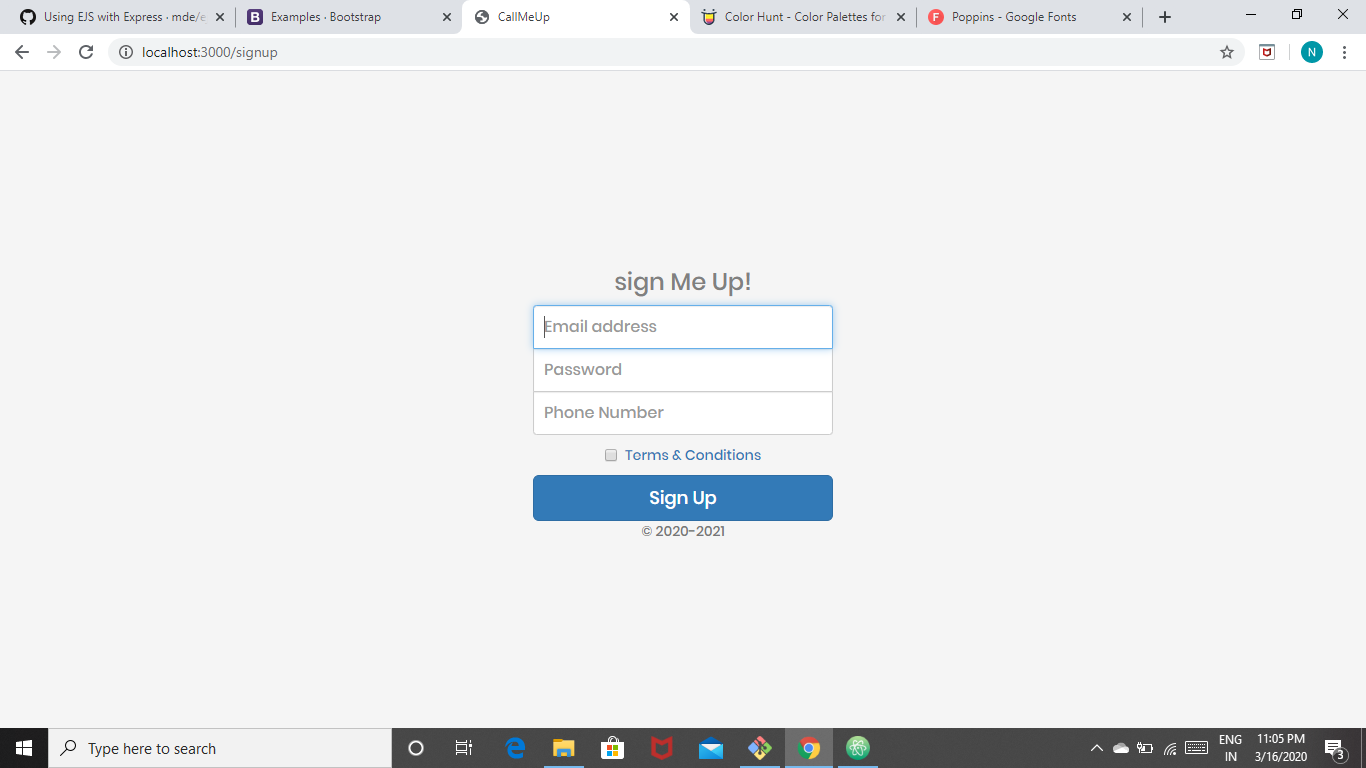 Using EJS with Express · mde/e
Examples · Bootstrap
CallMeUp
Color Hunt - Color Palettes for
Poppins - Google Fonts
localhost:3000/signup
N
sign Me Up!
Email address
Password
Phone Number
Terms & Conditions
Sign Up
© 2020-2021
Type here to search
ENG
IN
11:05 PM
3/16/2020
3